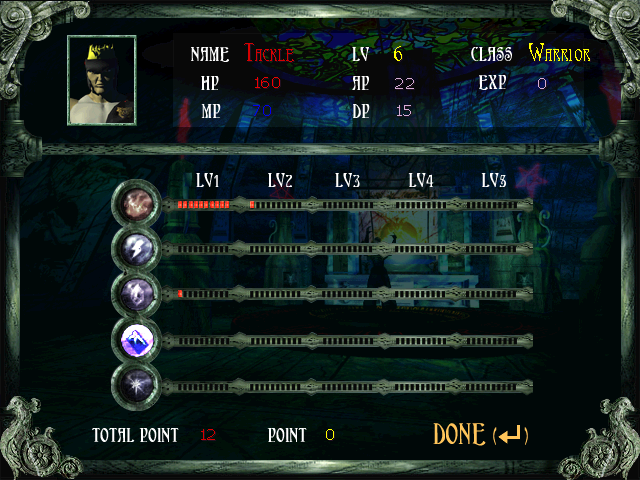 NAME Tackle LV 6 CLASS Warrior
HP 160 AP 22 EXP 0
MP DP 15
LV1 LV2 LV3 LV4 LV3
TOTAL POINT 12 POINT 0 DONE (↵)